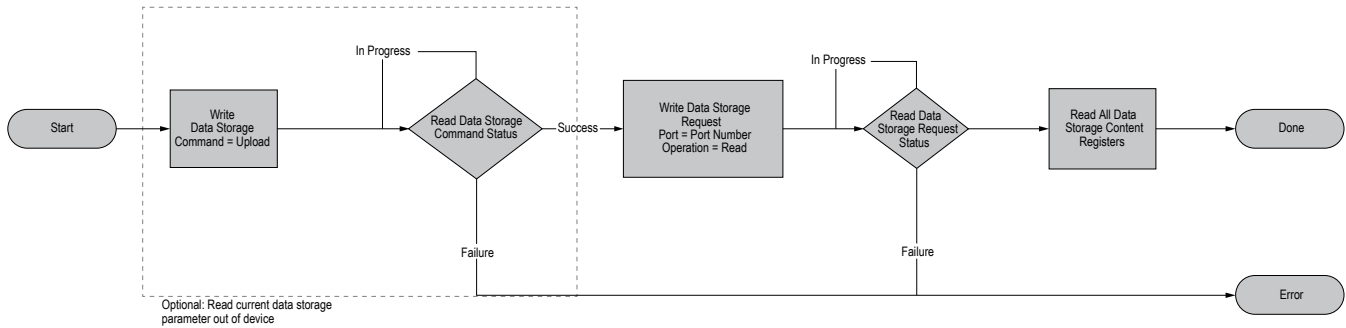 Start
Write
Data Storage
Command = Upload
In Progress
Read Data Storage
Command Status
Success
Failure
Optional: Read current data storage
parameter out of device
Write Data Storage
Request
Port = Port Number
Operation = Read
In Progress
Read Data
Storage Request
Status
Failure
Read All Data
Storage Content
Registers
Done
Error